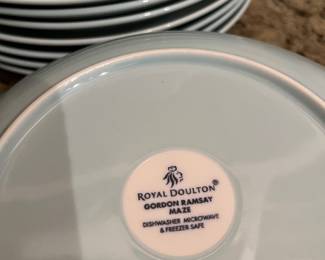 ROYAL DOULTON®
GORDON RAMSAY
MAZE
DISHWASHER MICROWAVE
& FREEZER SAFE